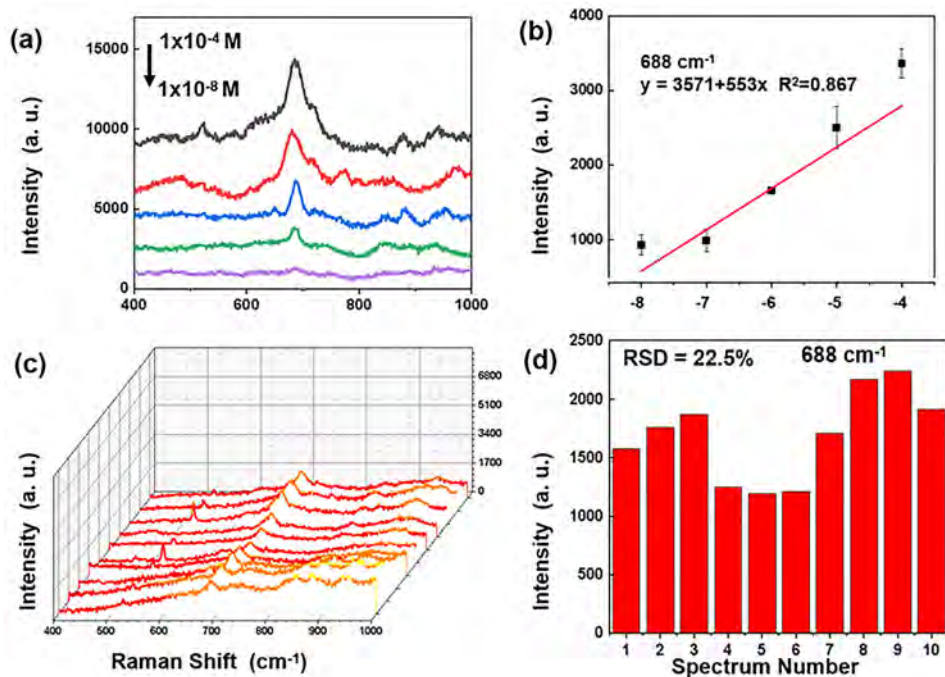 (a)
1x10-4 M
1x10-8 M
15000
10000
5000
0
400
600
800
1000
Intensity (a. u.)
(b)
688 cm-1
y = 3571+553x R2=0.867
4000
3000
2000
1000
-8
-7
-6
-5
-4
Intensity (a. u.)
(c)
6800
5100
3400
1700
0
400
500
600
700
800
900
1000
Intensity (a. u.)
Raman Shift (cm-1)
(d)
RSD = 22.5% 688 cm-1
2500
2000
1500
1000
500
0
1 2 3 4 5 6 7 8 9 10
Intensity (a. u.)
Spectrum Number